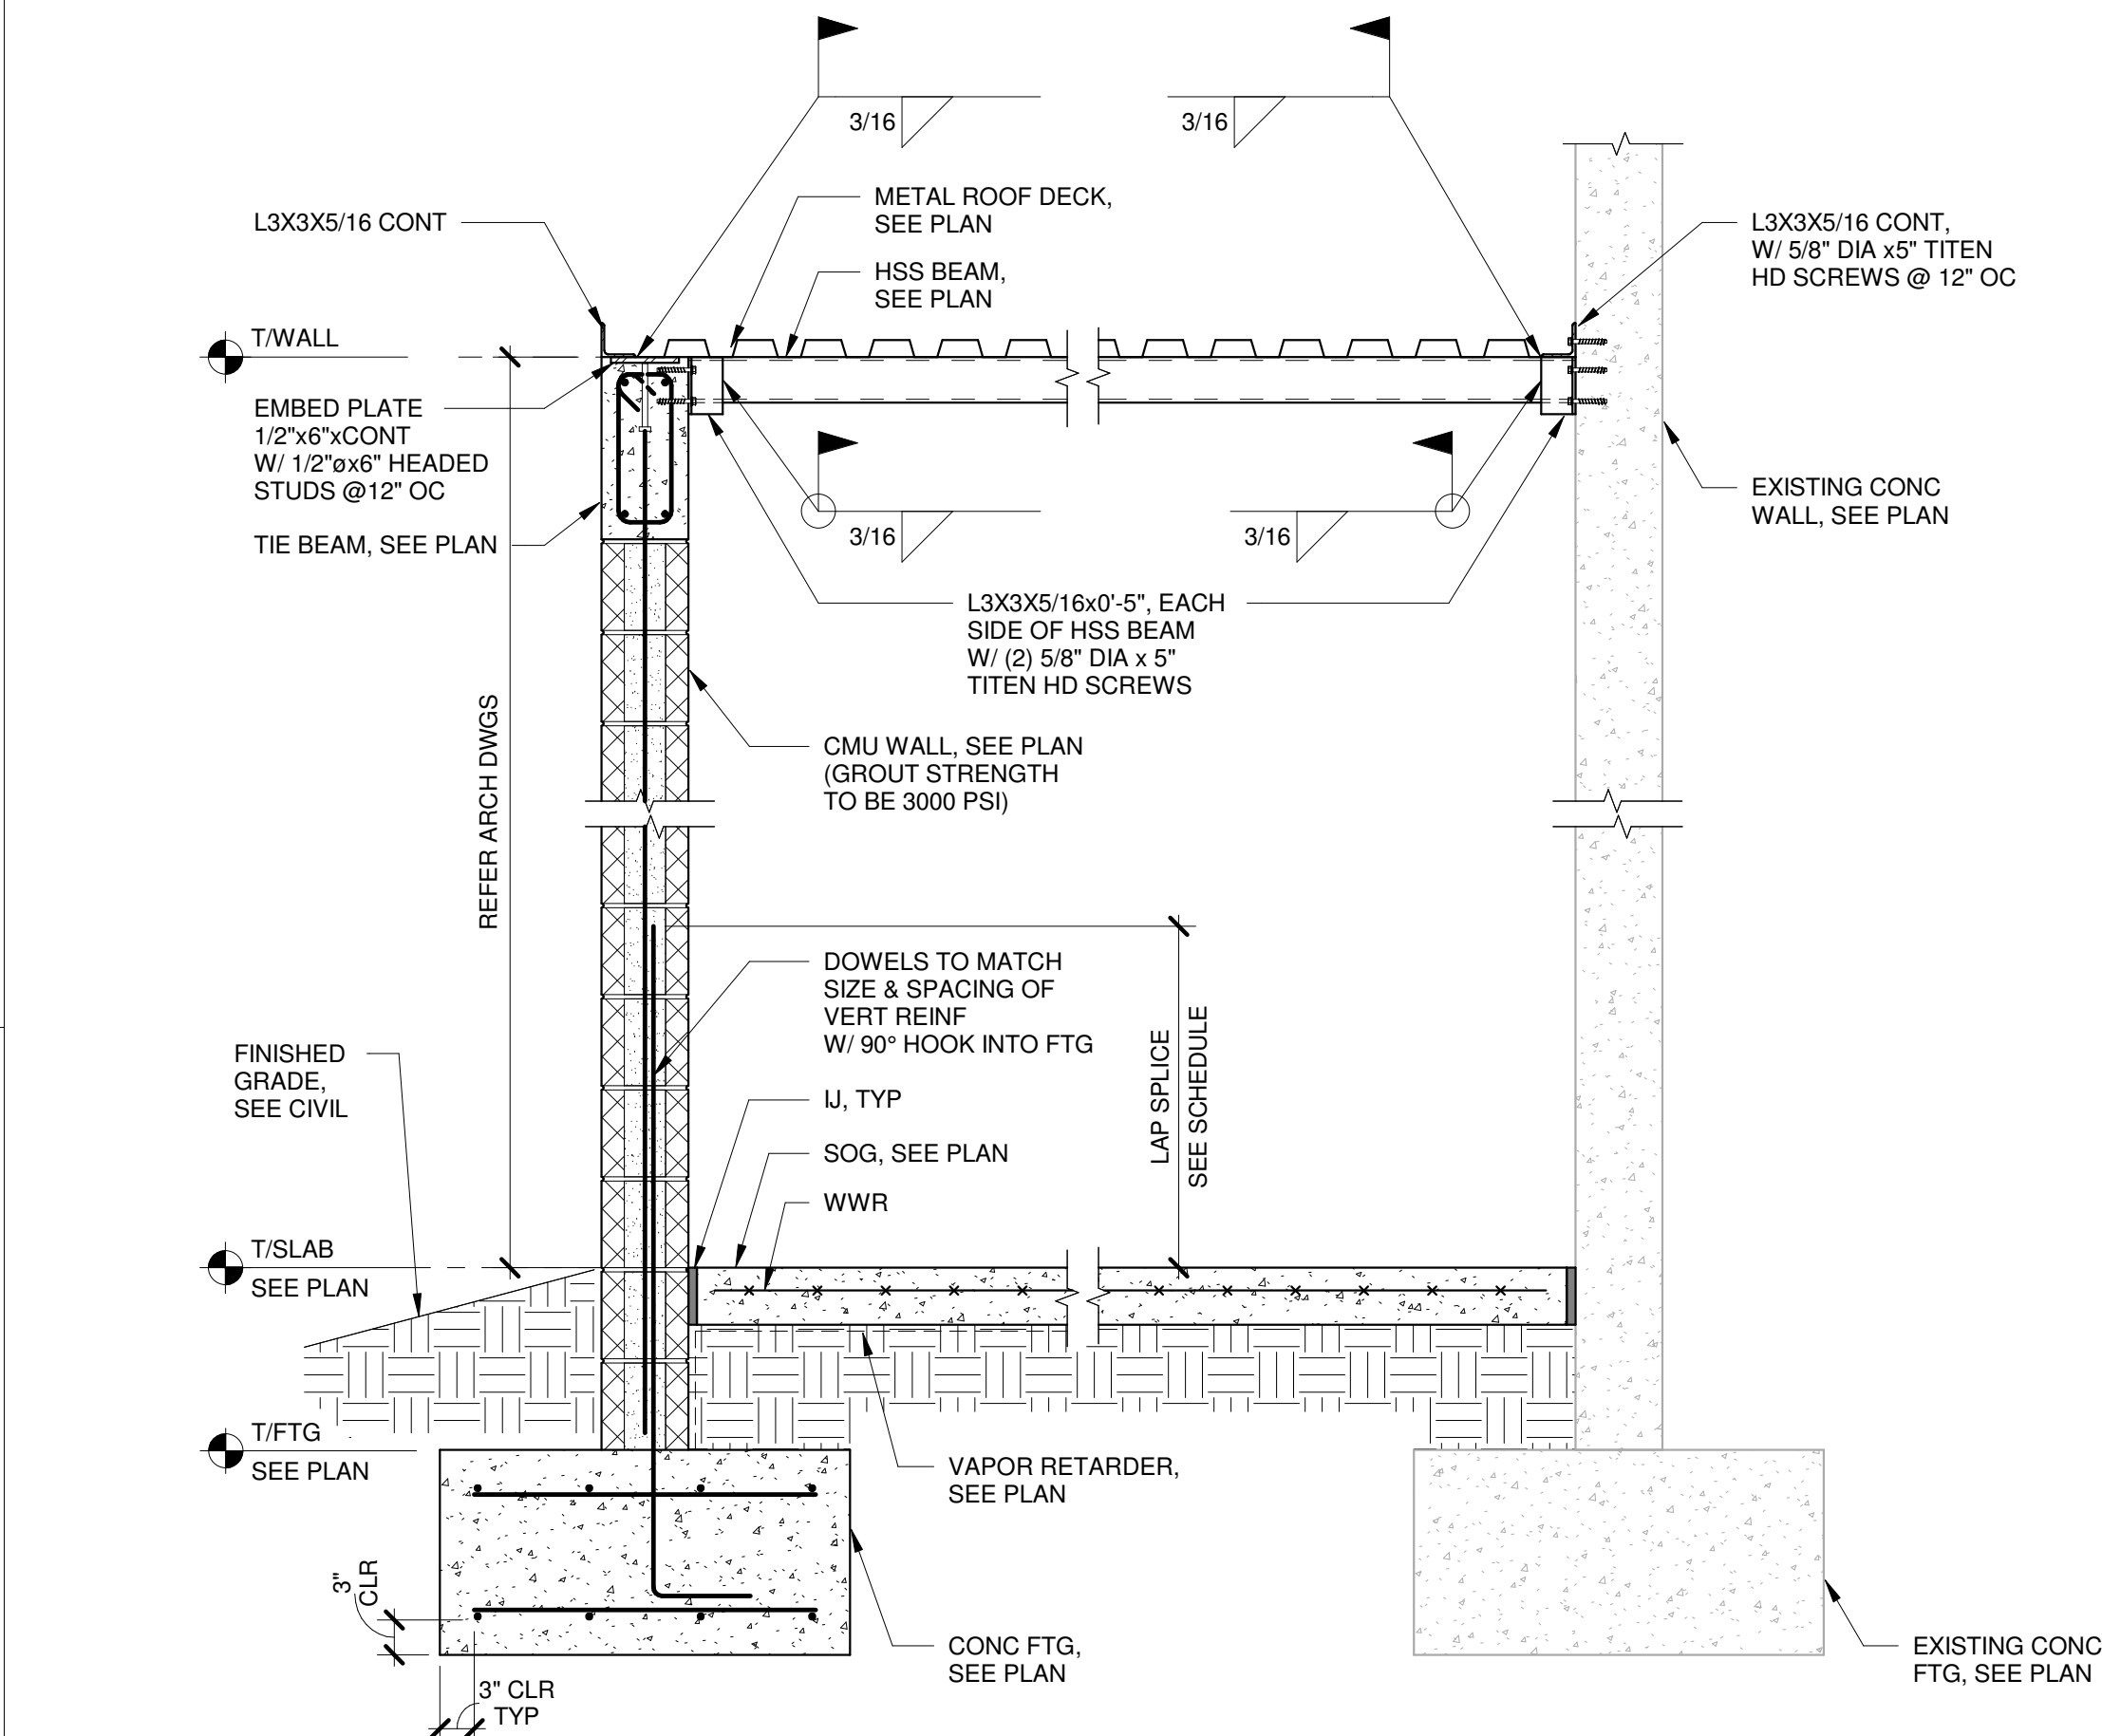 3/16
3/16
METAL ROOF DECK,
SEE PLAN
L3X3X5/16 CONT
L3X3X5/16 CONT,
W/ 5/8" DIA x5" TITEN
HD SCREWS @ 12" OC
HSS BEAM,
SEE PLAN
T/WALL
EMBED PLATE
1/2"x6"xCONT
W/ 1/2"øx6" HEADED
STUDS @12" OC
TIE BEAM, SEE PLAN
3/16
3/16
EXISTING CONC
WALL, SEE PLAN
L3X3X5/16x0'-5", EACH
SIDE OF HSS BEAM
W/ (2) 5/8" DIA x 5"
TITEN HD SCREWS
REFER ARCH DWGS
CMU WALL, SEE PLAN
(GROUT STRENGTH
TO BE 3000 PSI)
DOWELS TO MATCH
SIZE & SPACING OF
VERT REINF
W/ 90° HOOK INTO FTG
LAP SPLICE
SEE SCHEDULE
FINISHED
GRADE,
SEE CIVIL
IJ, TYP
SOG, SEE PLAN
WWR
T/SLAB
SEE PLAN
T/FTG
SEE PLAN
VAPOR RETARDER,
SEE PLAN
3"
CLR
3" CLR
TYP
CONC FTG,
SEE PLAN
EXISTING CONC
FTG, SEE PLAN